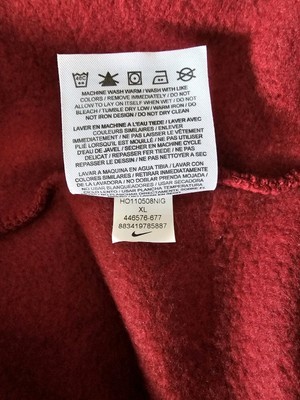 MACHINE WASH WARM / WASH WITH LIKE
COLORS / REMOVE IMMEDIATELY / DO NOT
ALLOW TO LAY ON ITSELF WHEN WET / DO NOT
BLEACH / TUMBLE DRY LOW / WARM IRON / DO
NOT IRON DESIGN / DO NOT DRY CLEAN
LAVER EN MACHINE A L'EAU TIEDE / LAVER AVEC
COULEURS SIMILAIRES / ENLEVER
IMMEDIATEMENT / NE PAS LAISSER LE VÊTEMENT
PLIÉ LORSQU'IL EST MOUILLÉ / NE PAS UTILISER
D'EAU DE JAVEL / SÉCHER EN MACHINE CYCLE
DELICAT / REPASSER FER TIEDE / NE PAS
REPASSER LE DESSIN / NE PAS NETTOYER A SEC
LAVAR A MAQUINA EN AGUA TIBIA / LAVAR CON
COLORES SIMILARES / REMOVER INMEDIATAMENTE
DE LA LAVADORA / NO DOBLAR PRENDA MOJADA /
NO USAR BLANQUEADORES / USAR SECADORA
HO110508NIG
XL
446576-677
883419785887